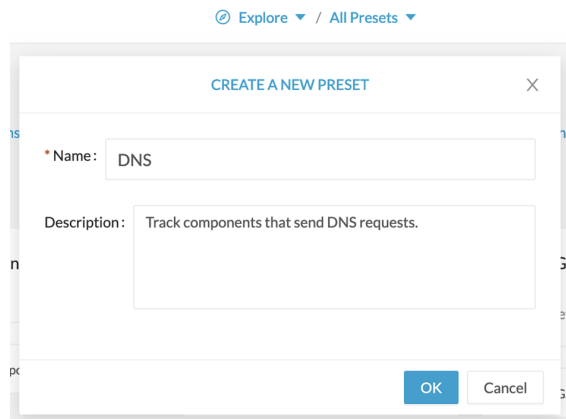 Explore / All Presets
CREATE A NEW PRESET
* Name:
DNS
Description:
Track components that send DNS requests.
OK
Cancel